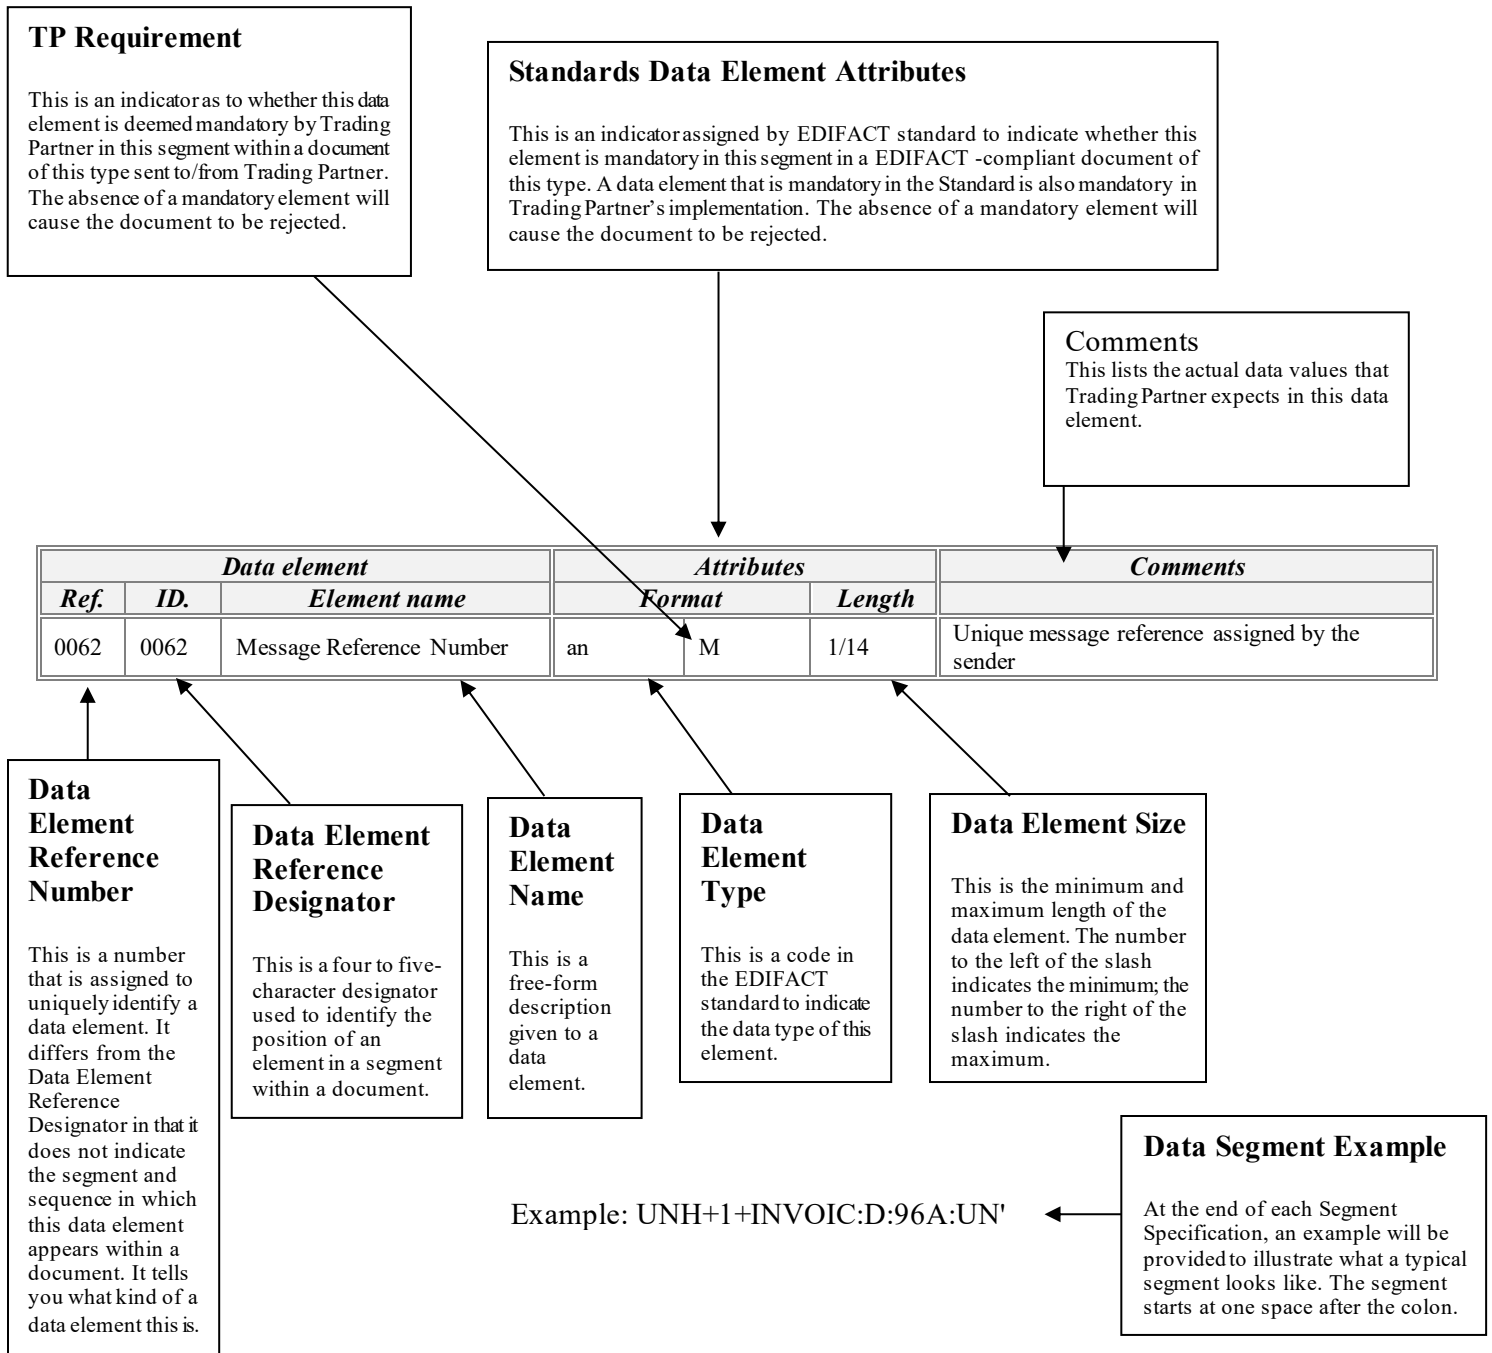 TP Requirement
This is an indicator as to whether this data
element is deemed mandatory by Trading
Partner in this segment within a document
of this type sent to/from Trading Partner.
The absence of a mandatory element will
cause the document to be rejected.
Standards Data Element Attributes
This is an indicator assigned by EDIFACT standard to indicate whether this
element is mandatory in this segment in a EDIFACT -compliant document of
this type. A data element that is mandatory in the Standard is also mandatory in
Trading Partner's implementation. The absence of a mandatory element will
cause the document to be rejected.
Comments
This lists the actual data values that
Trading Partner expects in this data
element.
Data element Attributes Comments
Ref. ID. Element name Format Length
0062 0062 Message Reference Number an M 1/14 Unique message reference assigned by the
sender
Data
Element
Reference
Number
This is a number
that is assigned to
uniquely identify a
data element. It
differs from the
Data Element
Reference
Designator in that it
does not indicate
the segment and
sequence in which
this data element
appears within a
document. It tells
you what kind of a
data element this is.
Data Element
Reference
Designator
This is a four to five-
character designator
used to identify the
position of an
element in a segment
within a document.
Data
Element
Name
This is a
free-form
description
given to a
data
element.
Data
Element
Type
This is a code in
the EDIFACT
standard to indicate
the data type of this
element.
Data Element Size
This is the minimum and
maximum length of the
data element. The number
to the left of the slash
indicates the minimum; the
number to the right of the
slash indicates the
maximum.
Example: UNH+1+INVOIC:D:96A:UN'
Data Segment Example
At the end of each Segment
Specification, an example will be
provided to illustrate what a typical
segment looks like. The segment
starts at one space after the colon.